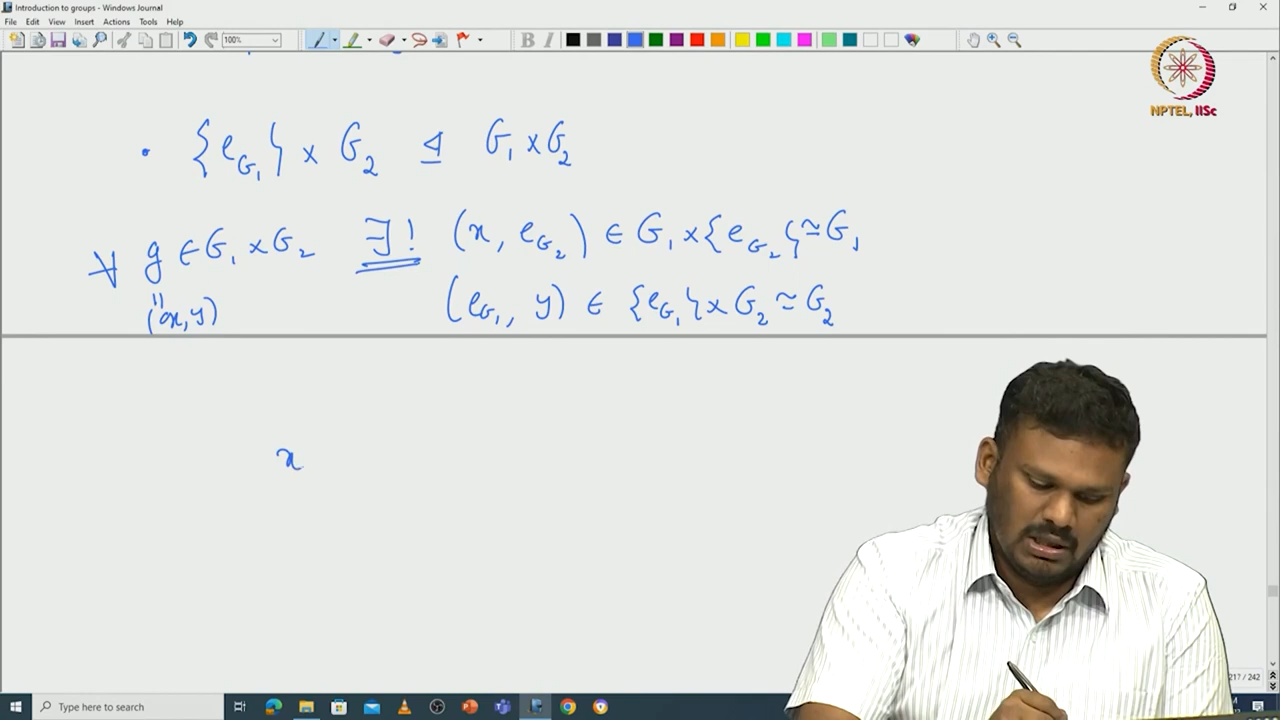 Introduction to groups - Windows Journal
File Edit View Insert Actions Tools Help
100%
B I
NPTEL, IISc
· {e_{G_1}} × G_2 ⊴ G_1 × G_2
∀ g ∈ G_1 × G_2 ∃! (x, e_{G_2}) ∈ G_1 × {e_{G_2}} ≃ G_1
" (x, y) (e_{G_1}, y) ∈ {e_{G_1}} × G_2 ≃ G_2
x
217 / 242
Type here to search